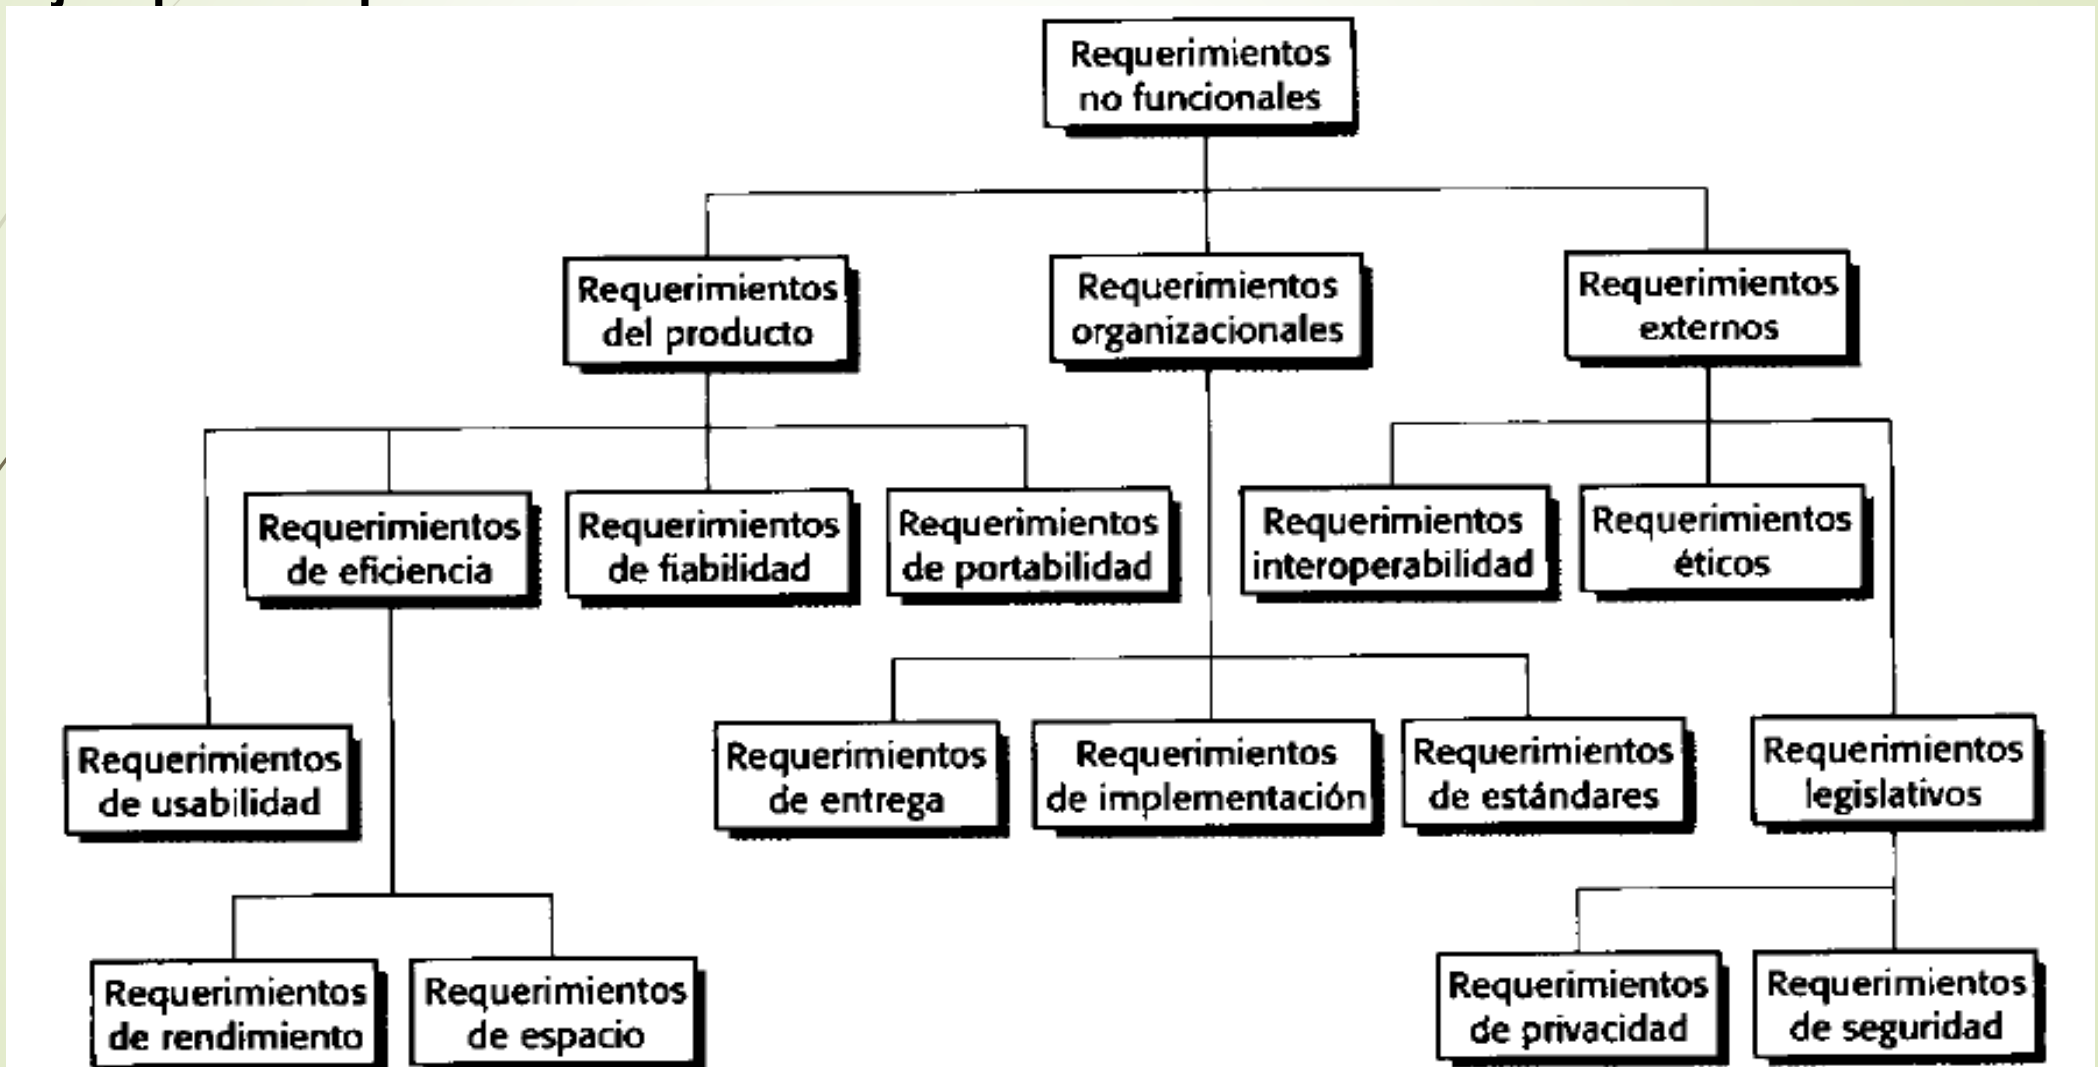 Requerimientos
no funcionales
Requerimientos
del producto
Requerimientos
organizacionales
Requerimientos
externos
Requerimientos
de eficiencia
Requerimientos
de fiabilidad
Requerimientos
de portabilidad
Requerimientos
interoperabilidad
Requerimientos
éticos
Requerimientos
de usabilidad
Requerimientos
de entrega
Requerimientos
de implementación
Requerimientos
de estándares
Requerimientos
legislativos
Requerimientos
de rendimiento
Requerimientos
de espacio
Requerimientos
de privacidad
Requerimientos
de seguridad